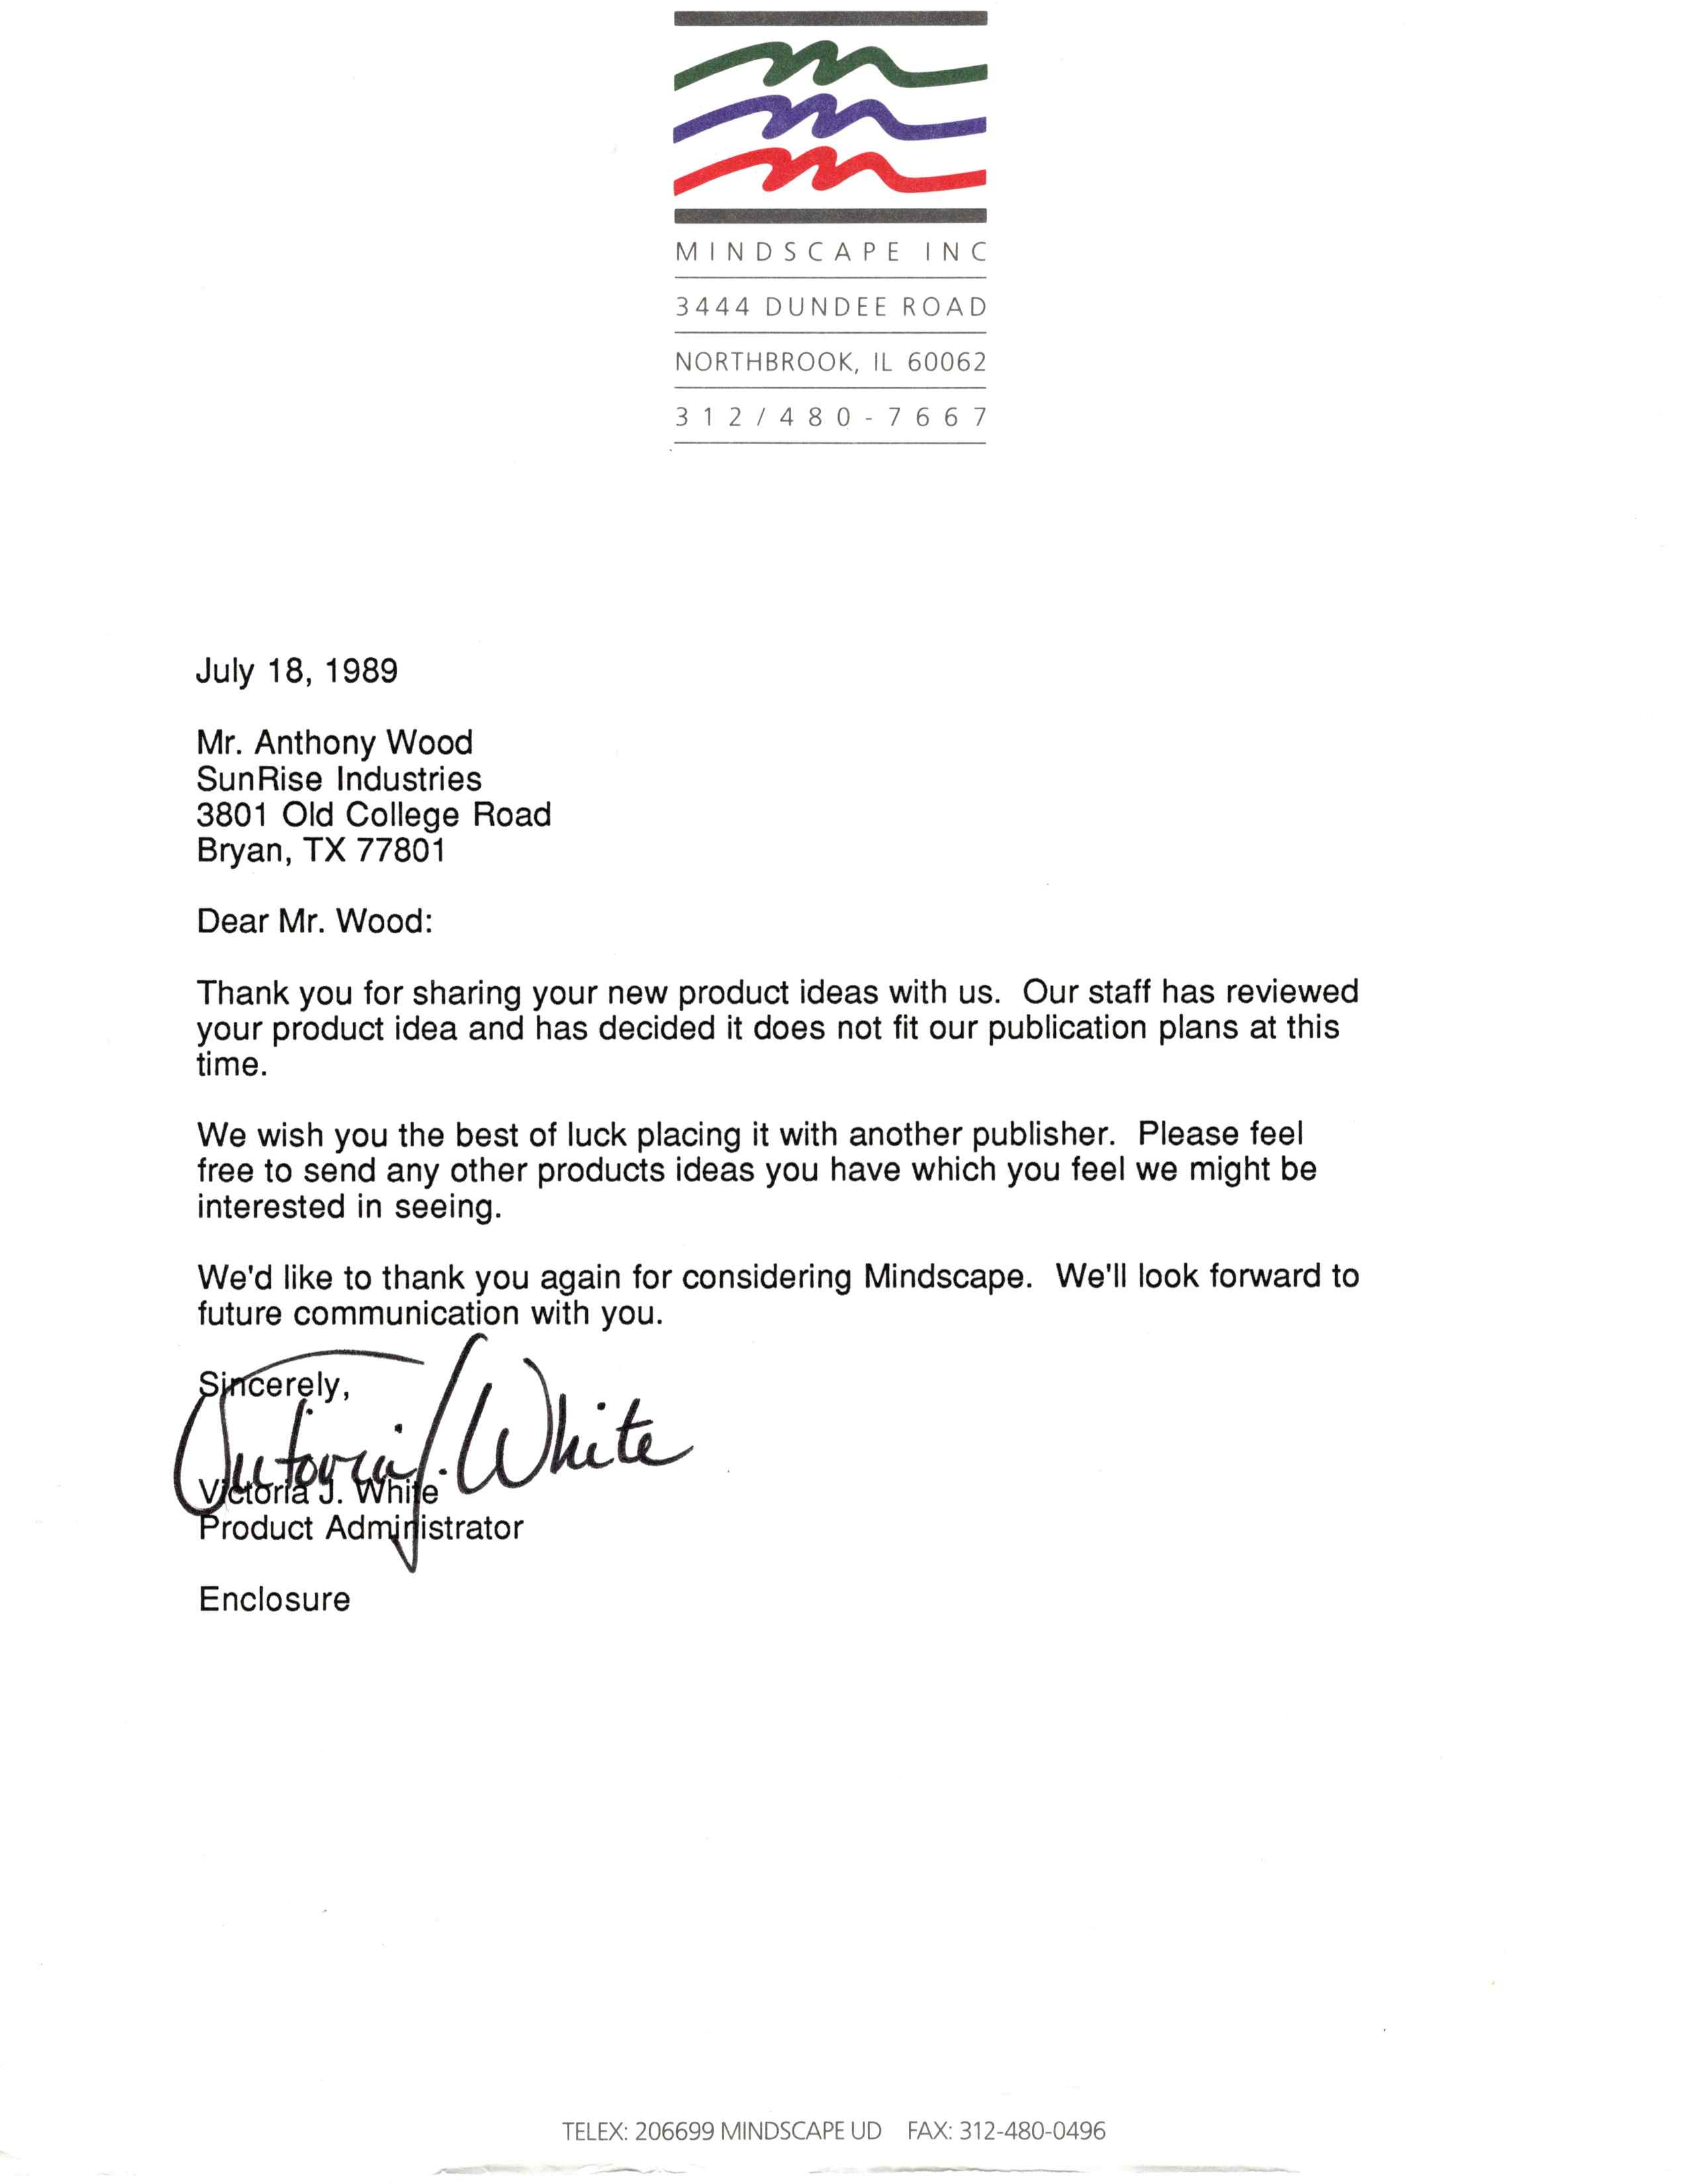 MINDSCAPE INC
3444 DUNDEE ROAD
NORTHBROOK, IL 60062
312/480-7667
July 18, 1989
Mr. Anthony Wood
SunRise Industries
3801 Old College Road
Bryan, TX 77801
Dear Mr. Wood:
Thank you for sharing your new product ideas with us. Our staff has reviewed
your product idea and has decided it does not fit our publication plans at this
time.
We wish you the best of luck placing it with another publisher. Please feel
free to send any other products ideas you have which you feel we might be
interested in seeing.
We'd like to thank you again for considering Mindscape. We'll look forward to
future communication with you.
Sincerely,
Victoria J. White
Victoria J. White
Product Administrator
Enclosure
TELEX: 206699 MINDSCAPE UD FAX: 312-480-0496